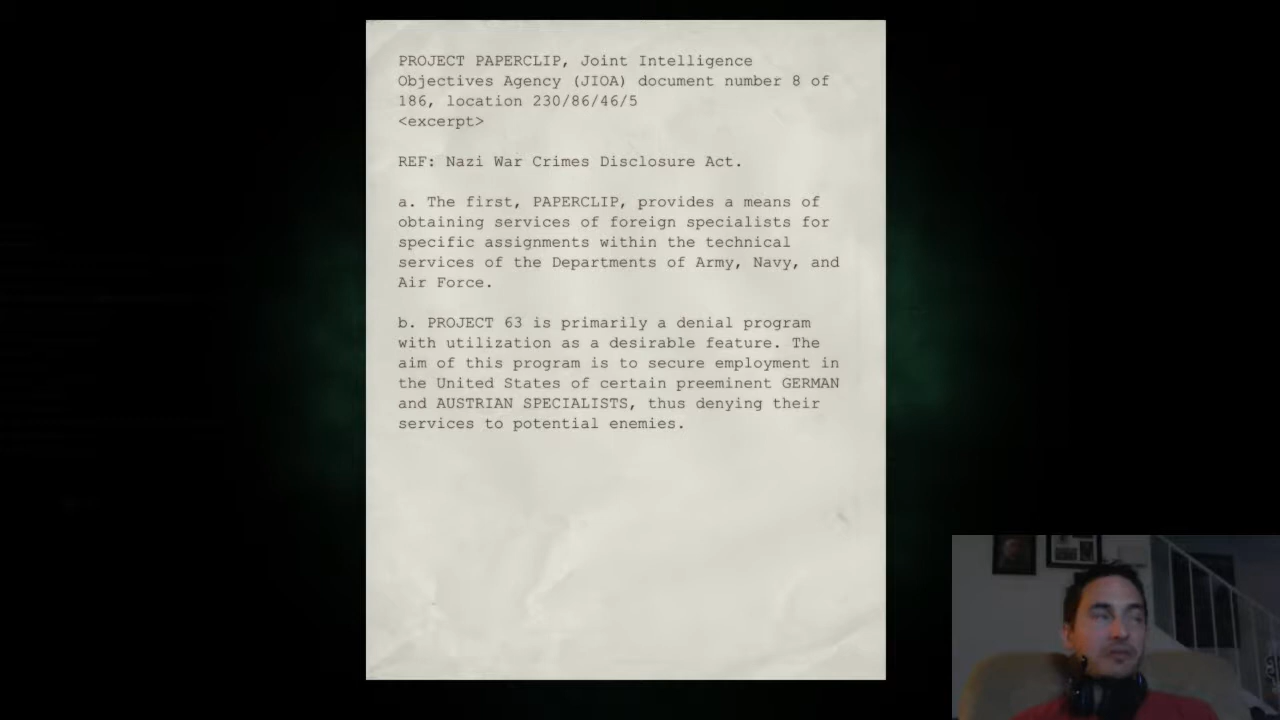 PROJECT PAPERCLIP, Joint Intelligence
Objectives Agency (JIOA) document number 8 of
186, location 230/86/46/5
<excerpt>
REF: Nazi War Crimes Disclosure Act.
a. The first, PAPERCLIP, provides a means of
obtaining services of foreign specialists for
specific assignments within the technical
services of the Departments of Army, Navy, and
Air Force.
b. PROJECT 63 is primarily a denial program
with utilization as a desirable feature. The
aim of this program is to secure employment in
the United States of certain preeminent GERMAN
and AUSTRIAN SPECIALISTS, thus denying their
services to potential enemies.